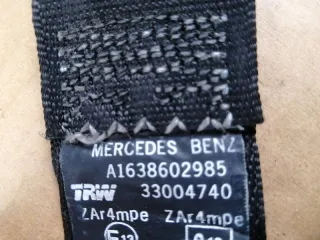 MERCEDES BENZ
A1638602985
TRW 33004740
ZAr4mpe ZAr4mpe